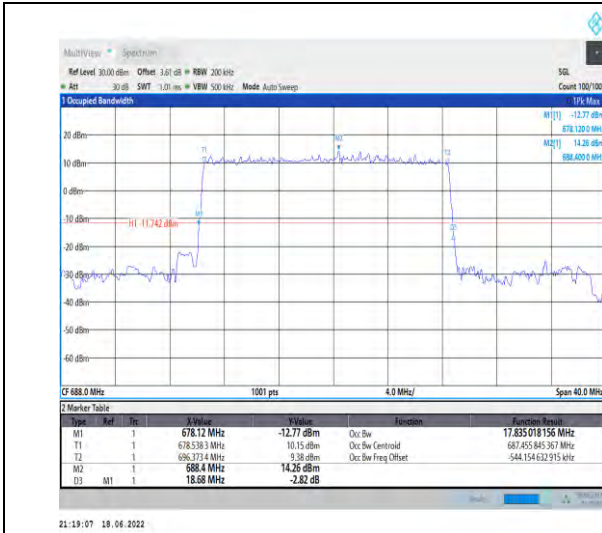 MultiView Spectrum
Ref Level 30.00 dBm Offset 3.61 dB RBW 200 kHz SGL
Att 30 dB SWT 1.01 ms VBW 500 kHz Mode Auto Sweep Count 100/100
1 Occupied Bandwidth 1Pk Max
M1[1] -12.77 dBm
678.1200 MHz
M2[1] 14.26 dBm
688.4000 MHz
20 dBm
T1 M2 T2
10 dBm
0 dBm
-10 dBm
M1
H1 -11.742 dBm
D3
-20 dBm
-30 dBm
-40 dBm
-50 dBm
-60 dBm
CF 688.0 MHz 1001 pts 4.0 MHz/ Span 40.0 MHz
2 Marker Table
Type Ref Trc X-Value Y-Value Function Function Result
M1 1 678.12 MHz -12.77 dBm Occ Bw 17.835 018 156 MHz
T1 1 678.538 3 MHz 10.15 dBm Occ Bw Centroid 687.455 845 367 MHz
T2 1 696.373 4 MHz 9.38 dBm Occ Bw Freq Offset -544.154 632 915 kHz
M2 1 688.4 MHz 14.26 dBm
D3 M1 1 18.68 MHz -2.82 dB
21:19:07 18.06.2022